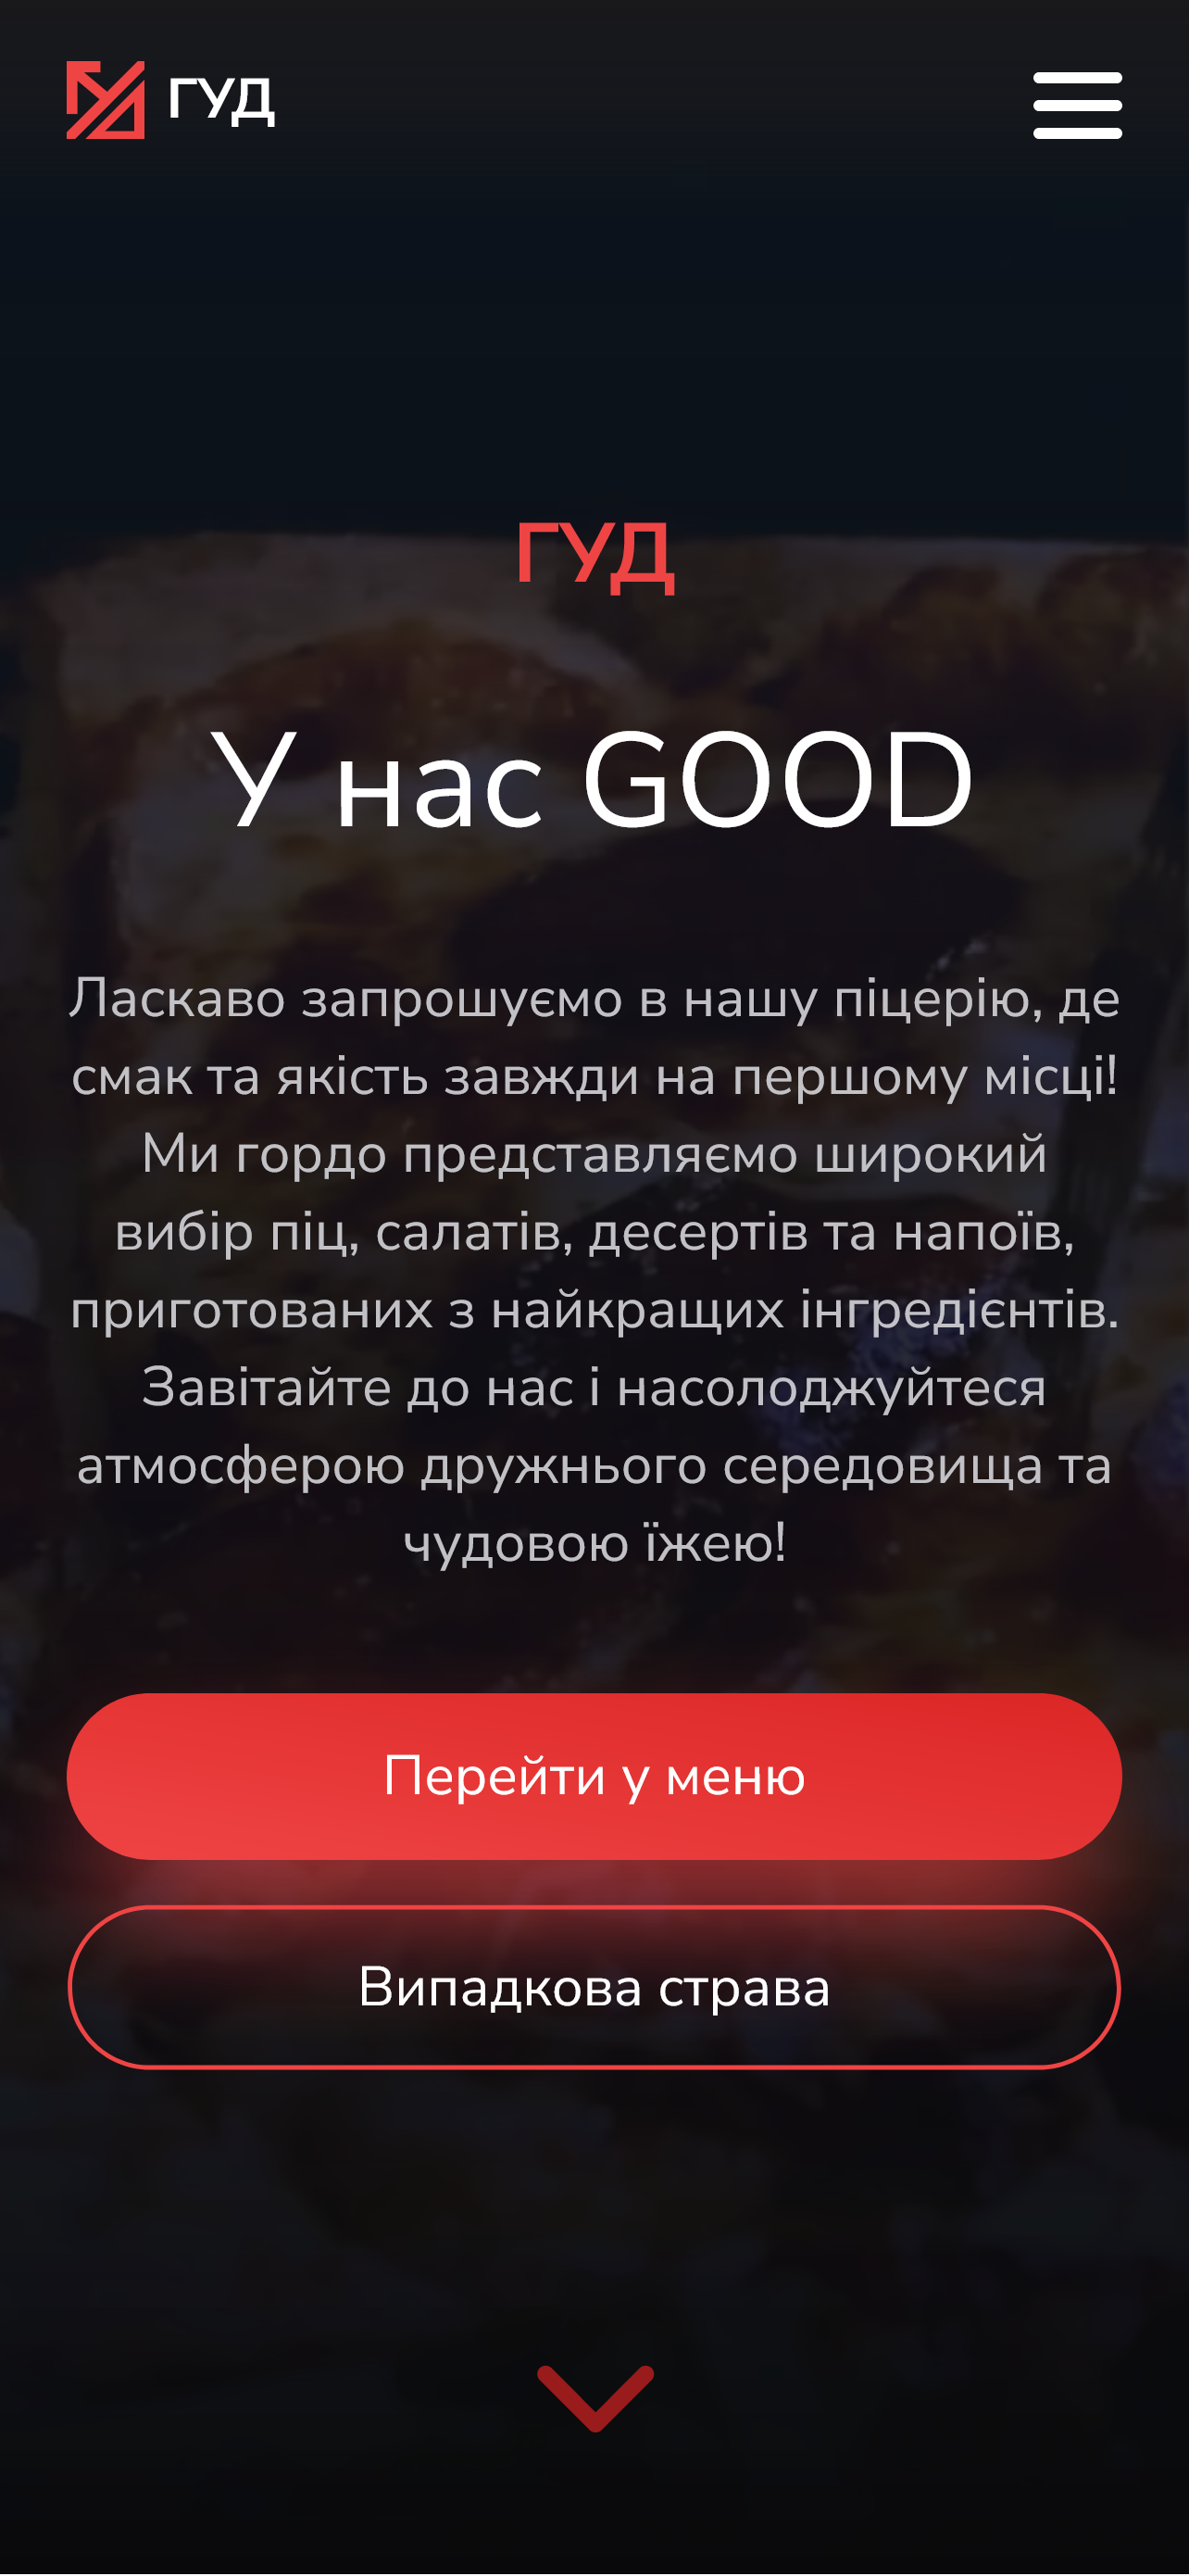 ГУД
ГУД
У нас GOOD
Ласкаво запрошуємо в нашу піцерію, де
смак та якість завжди на першому місці!
Ми гордо представляємо широкий
вибір піц, салатів, десертів та напоїв,
приготованих з найкращих інгредієнтів.
Завітайте до нас і насолоджуйтеся
атмосферою дружнього середовища та
чудовою їжею!
Перейти у меню
Випадкова страва